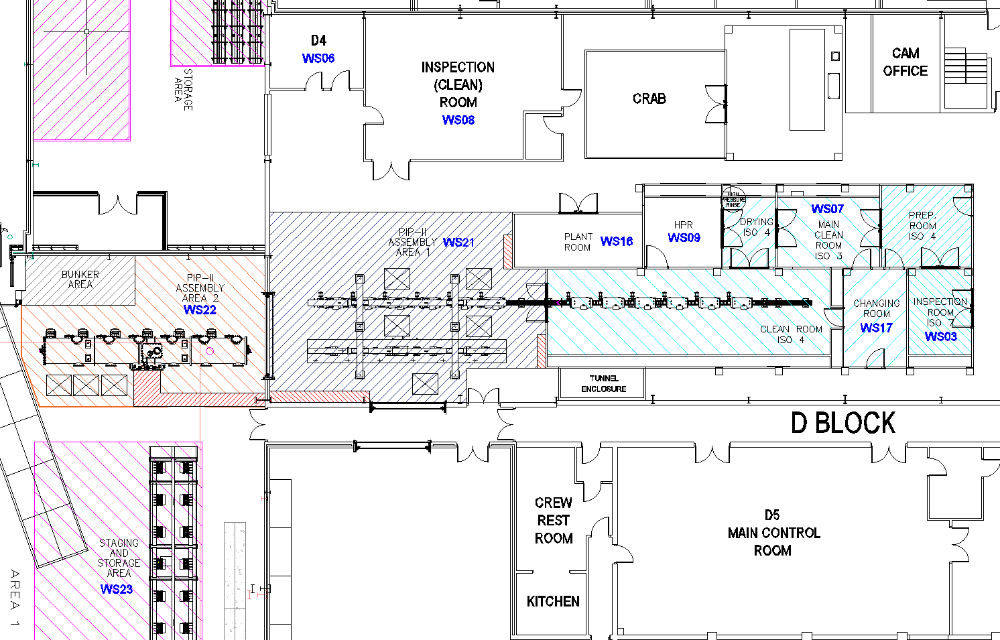 D4
WS06
INSPECTION
(CLEAN)
ROOM
WS08
CRAB
CAM
OFFICE
STORAGE
AREA
HIGH
PRESSURE
RINSE
PIP-II
ASSEMBLY
AREA 1
WS21
PLANT
ROOM
WS16
HPR
WS09
DRYING
ISO 4
WS07
MAIN
CLEAN
ROOM
ISO 3
PREP.
ROOM
ISO 4
BUNKER
AREA
PIP-II
ASSEMBLY
AREA 2
WS22
CLEAN ROOM
ISO 4
CHANGING
ROOM
WS17
INSPECTION
ROOM
ISO 7
WS03
TUNNEL
ENCLOSURE
D BLOCK
STAGING
AND
STORAGE
AREA
WS23
AREA 1
CREW
REST
ROOM
KITCHEN
D5
MAIN CONTROL
ROOM